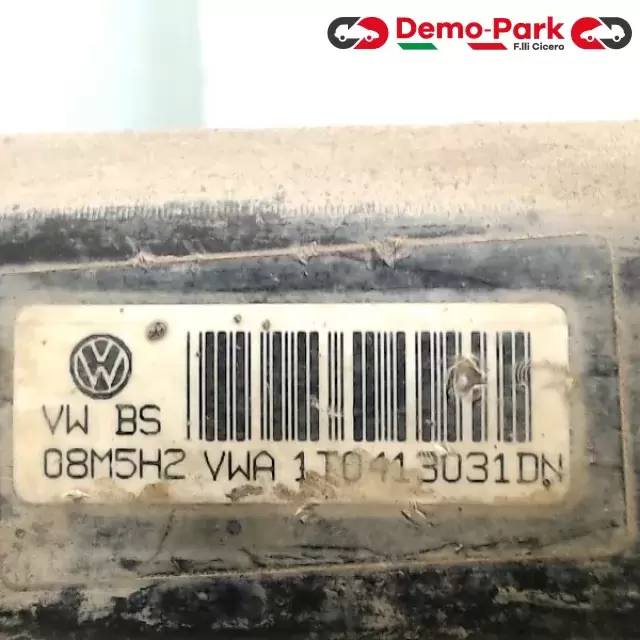 Demo-Park
F.lli Cicero
VW BS
08M5H2 VWA 1T0413031DN